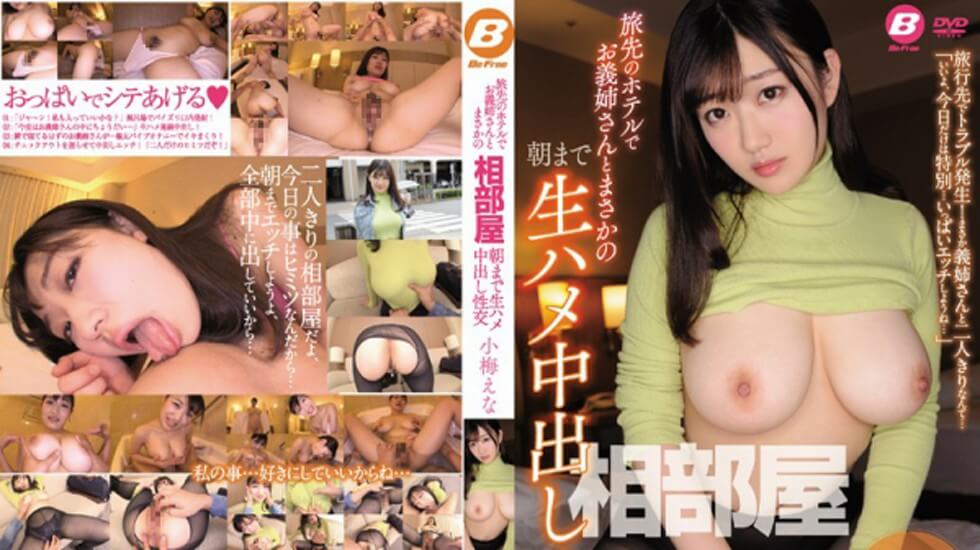 おっぱいでシテあげる♥
二人きりの相部屋だよ、
今日の事はヒミツなんだから…
朝までエッチしようよ、
全部中に出していいから…
私の事…好きにしていいからね…
B
BeFree
旅先のホテルで
お義姉さんと
まさかの
相部屋
朝まで生ハメ
中出し性交
小梅えな
旅先のホテルで
お義姉さんとまさかの
朝まで
生ハメ中出し
相部屋
B
BeFree
DVD
VIDEO
旅行先でトラブル発生――まさか義姉さんと二人きりなんて…
「いいよ、今日だけは特別。いっぱいエッチしようね…」